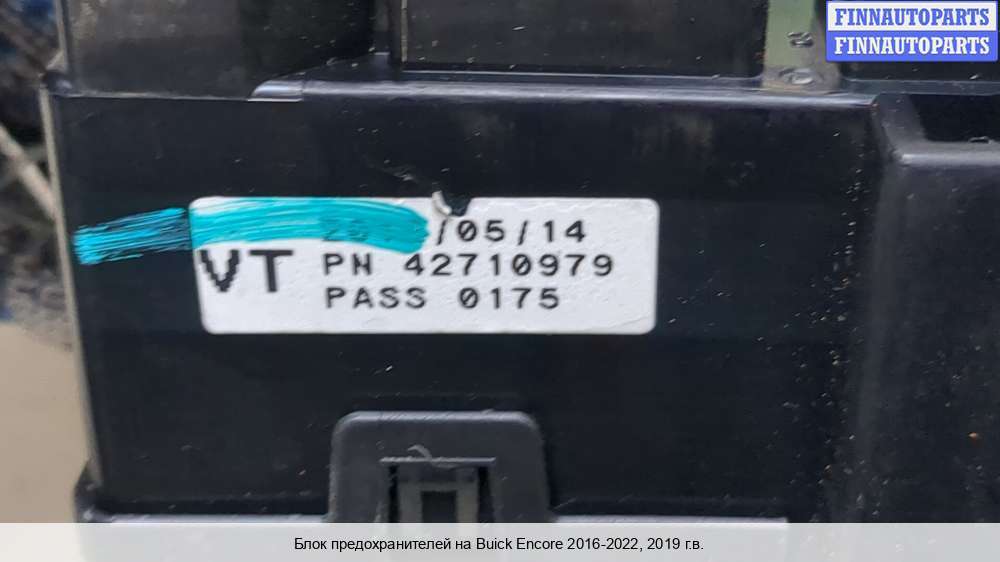 FINNAUTOPARTS
FINNAUTOPARTS
/05/14
VT
PN 42710979
PASS 0175
Блок предохранителей на Buick Encore 2016-2022, 2019 г.в.